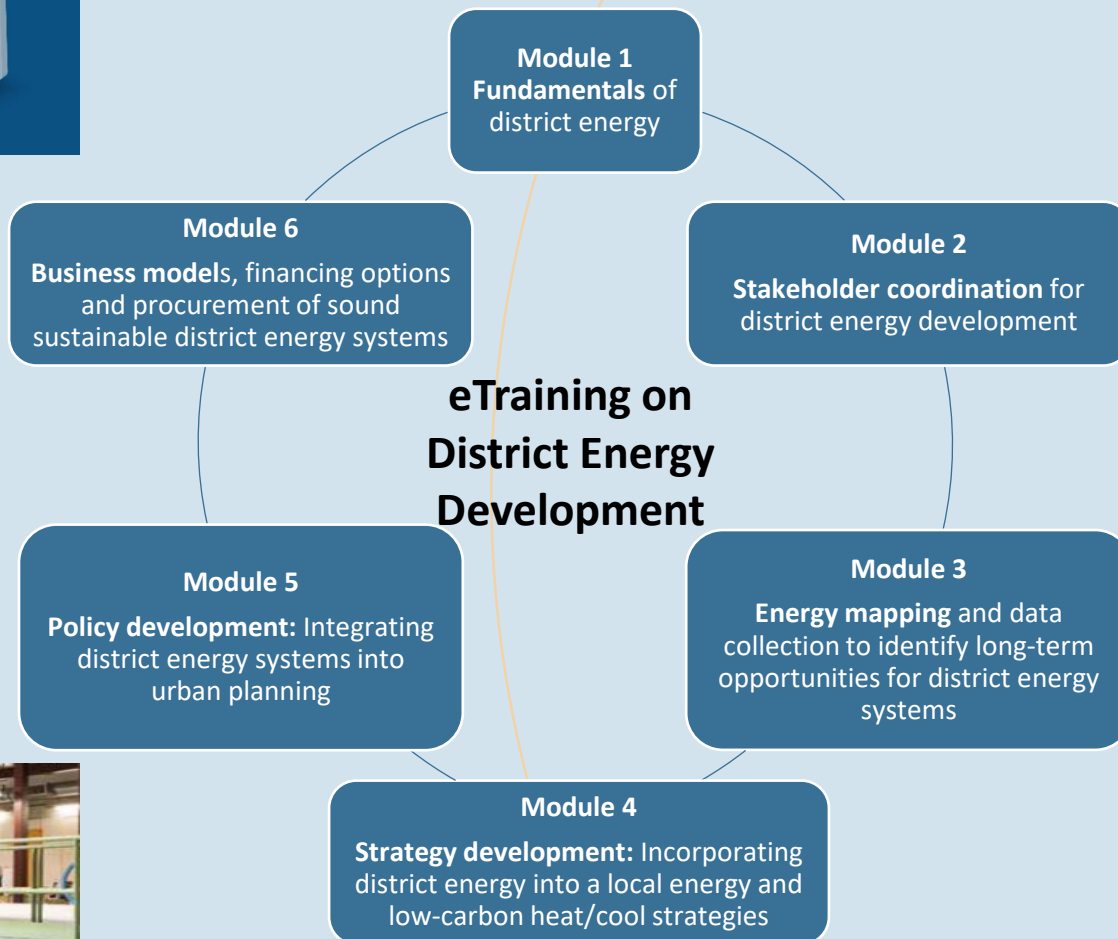 Module 1
Fundamentals of
district energy
Module 2
Stakeholder coordination for
district energy development
Module 3
Energy mapping and data
collection to identify long-term
opportunities for district energy
systems
Module 4
Strategy development: Incorporating
district energy into a local energy and
low-carbon heat/cool strategies
Module 5
Policy development: Integrating
district energy systems into
urban planning
Module 6
Business models, financing options
and procurement of sound
sustainable district energy systems
eTraining on
District Energy
Development